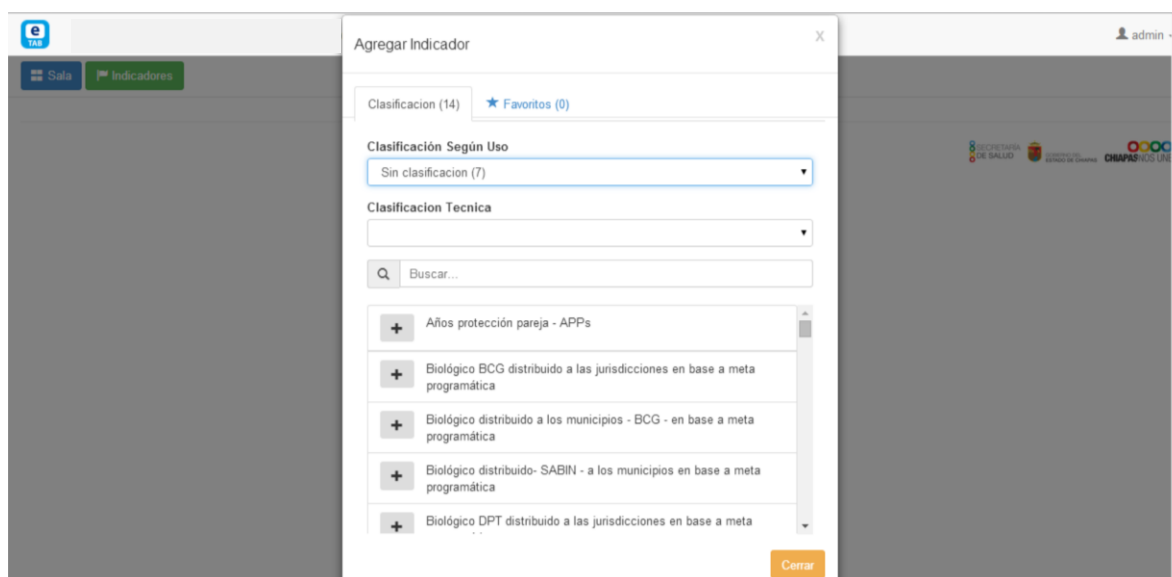 e
TAB
Agregar Indicador
X
admin
Sala
Indicadores
Clasificacion (14)
Favoritos (0)
Clasificación Según Uso
Sin clasificacion (7)
Clasificacion Tecnica
Buscar...
Años protección pareja - APPs
Biológico BCG distribuido a las jurisdicciones en base a meta
programática
Biológico distribuido a los municipios - BCG - en base a meta
programática
Biológico distribuido- SABIN - a los municipios en base a meta
programática
Biológico DPT distribuido a las jurisdicciones en base a meta
SECRETARÍA
DE SALUD
CHIAPAS NOS UNE
Cerrar